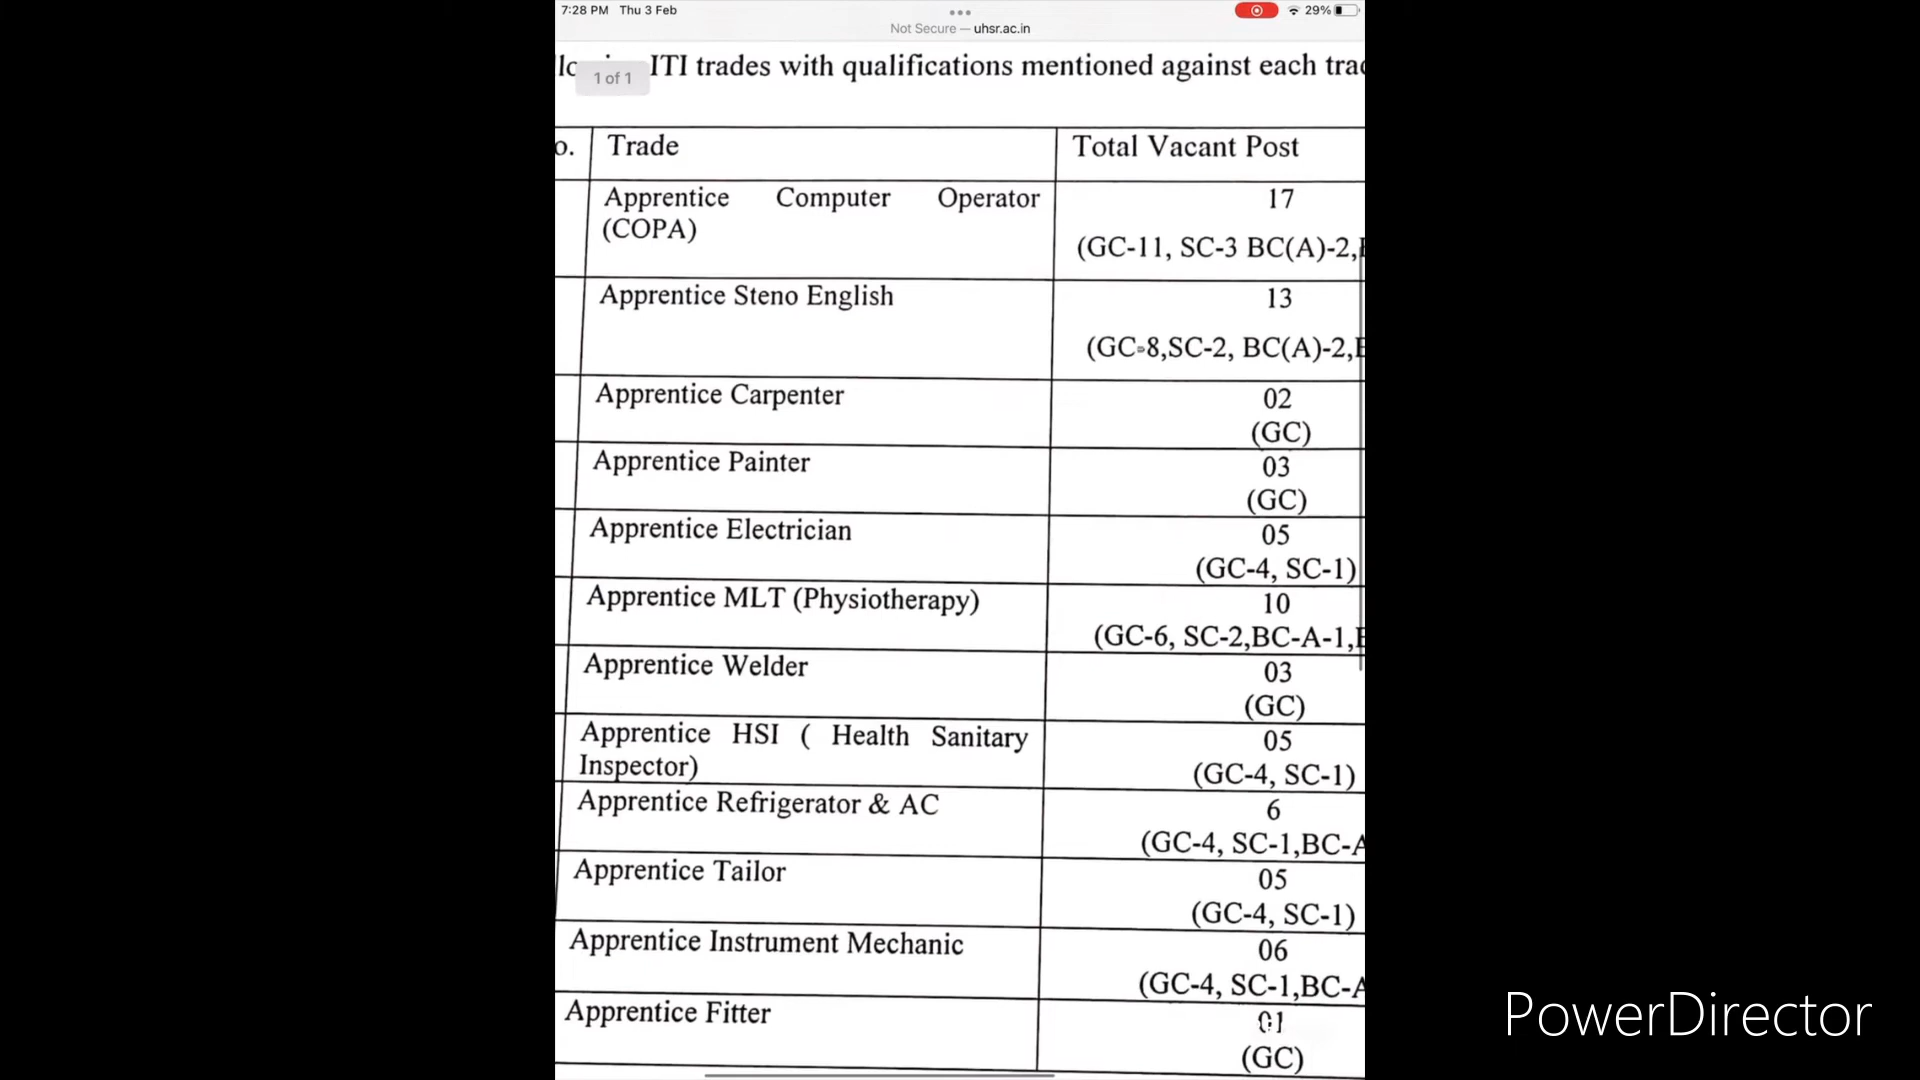 7:28 PM Thu 3 Feb
29%
Not Secure — uhsr.ac.in
ITI trades with qualifications mentioned against each
1 of 1
o. Trade Total Vacant Post
Apprentice Computer Operator 17
(COPA)
(GC-11, SC-3 BC(A)-2,
Apprentice Steno English 13
(GC-8,SC-2, BC(A)-2,
Apprentice Carpenter 02
(GC)
Apprentice Painter 03
(GC)
Apprentice Electrician 05
(GC-4, SC-1)
Apprentice MLT (Physiotherapy) 10
(GC-6, SC-2,BC-A-1,
Apprentice Welder 03
(GC)
Apprentice HSI ( Health Sanitary 05
Inspector) (GC-4, SC-1)
Apprentice Refrigerator & AC 6
(GC-4, SC-1,BC-A
Apprentice Tailor 05
(GC-4, SC-1)
Apprentice Instrument Mechanic 06
(GC-4, SC-1,BC-A
Apprentice Fitter 01
(GC)
PowerDirector